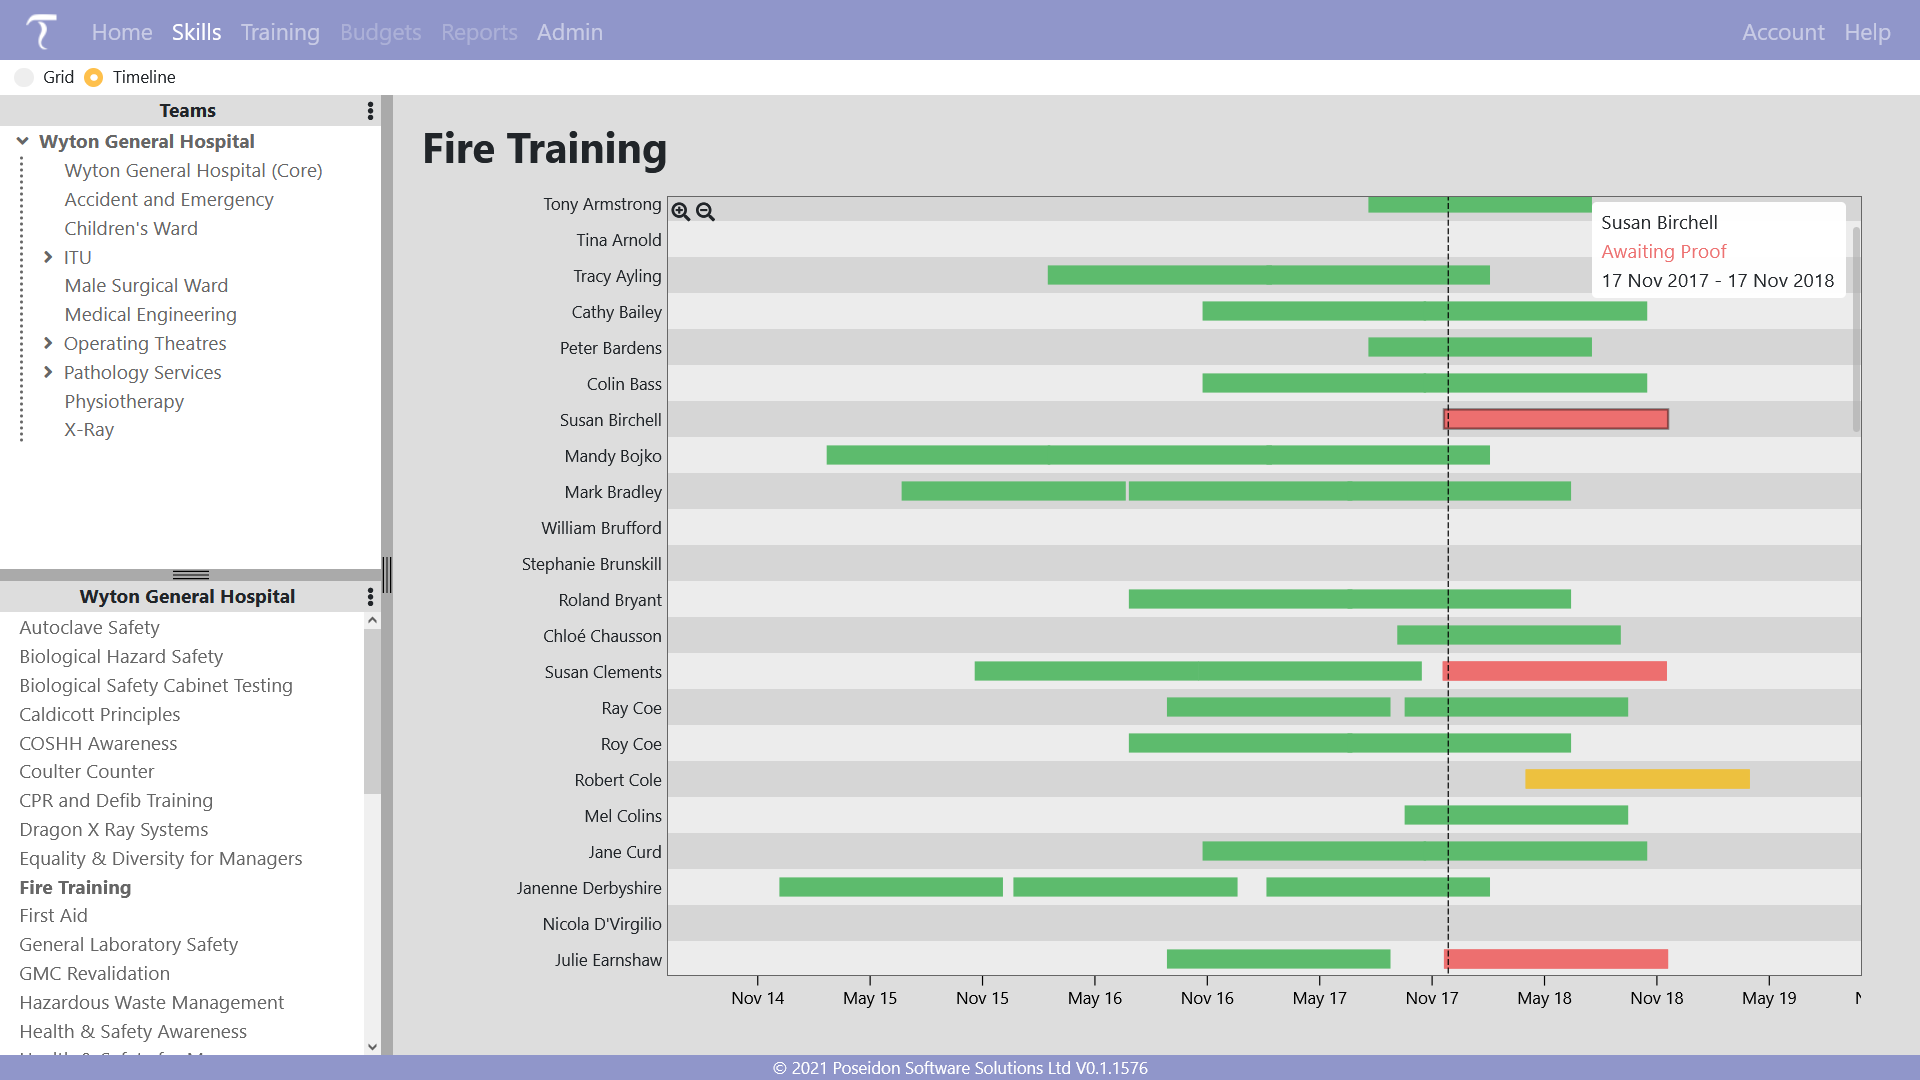 Home Skills Training Budgets Reports Admin Account Help
Grid Timeline
Teams
Wyton General Hospital
Wyton General Hospital (Core)
Accident and Emergency
Children's Ward
ITU
Male Surgical Ward
Medical Engineering
Operating Theatres
Pathology Services
Physiotherapy
X-Ray
Wyton General Hospital
Autoclave Safety
Biological Hazard Safety
Biological Safety Cabinet Testing
Caldicott Principles
COSHH Awareness
Coulter Counter
CPR and Defib Training
Dragon X Ray Systems
Equality & Diversity for Managers
Fire Training
First Aid
General Laboratory Safety
GMC Revalidation
Hazardous Waste Management
Health & Safety Awareness
Fire Training
Tony Armstrong
Tina Arnold
Tracy Ayling
Cathy Bailey
Peter Bardens
Colin Bass
Susan Birchell
Mandy Bojko
Mark Bradley
William Brufford
Stephanie Brunskill
Roland Bryant
Chloé Chausson
Susan Clements
Ray Coe
Roy Coe
Robert Cole
Mel Colins
Jane Curd
Janenne Derbyshire
Nicola D'Virgilio
Julie Earnshaw
Susan Birchell
Awaiting Proof
17 Nov 2017 - 17 Nov 2018
Nov 14 May 15 Nov 15 May 16 Nov 16 May 17 Nov 17 May 18 Nov 18 May 19
© 2021 Poseidon Software Solutions Ltd V0.1.1576